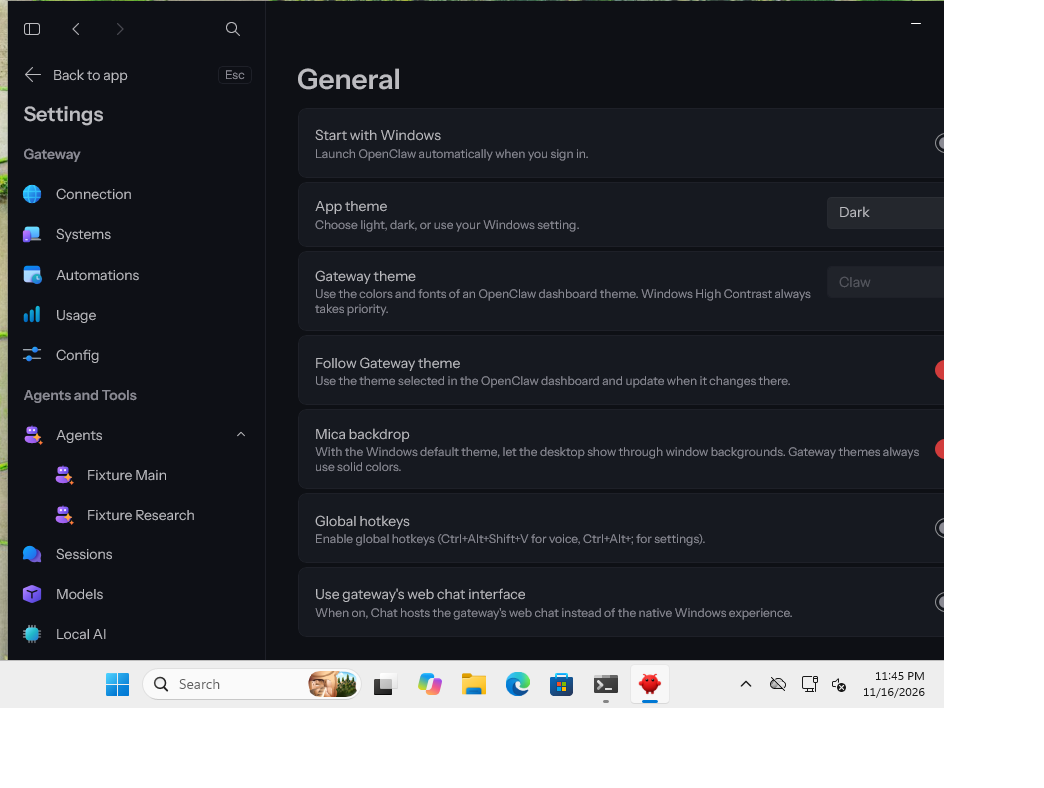 Back to app
Esc
Settings
Gateway
Connection
Systems
Automations
Usage
Config
Agents and Tools
Agents
Fixture Main
Fixture Research
Sessions
Models
Local AI
General
Start with Windows
Launch OpenClaw automatically when you sign in.
App theme
Choose light, dark, or use your Windows setting.
Dark
Gateway theme
Use the colors and fonts of an OpenClaw dashboard theme. Windows High Contrast always
takes priority.
Claw
Follow Gateway theme
Use the theme selected in the OpenClaw dashboard and update when it changes there.
Mica backdrop
With the Windows default theme, let the desktop show through window backgrounds. Gateway themes always
use solid colors.
Global hotkeys
Enable global hotkeys (Ctrl+Alt+Shift+V for voice, Ctrl+Alt+; for settings).
Use gateway's web chat interface
When on, Chat hosts the gateway's web chat instead of the native Windows experience.
Search
11:45 PM
11/16/2026